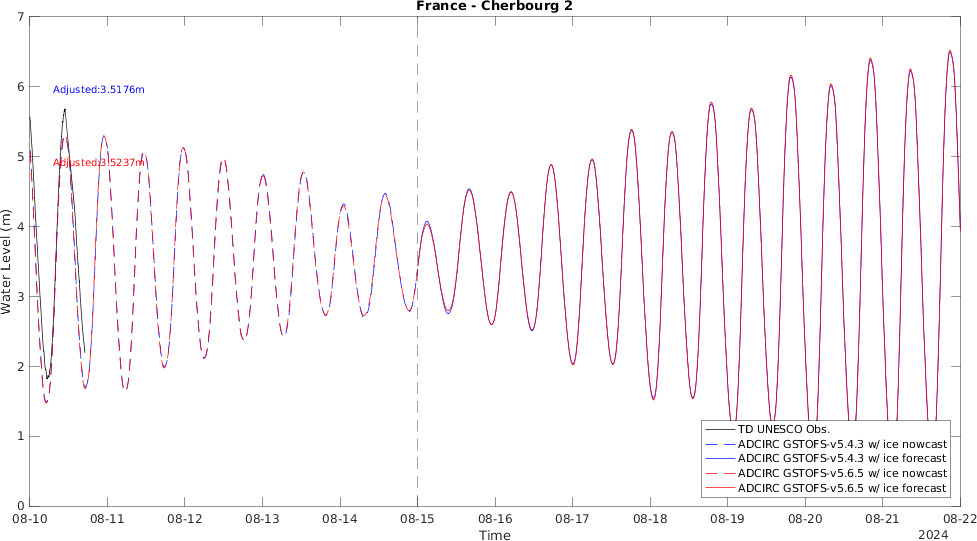 France - Cherbourg 2
7
6
5
4
3
2
1
0
Water Level (m)
Adjusted:3.5176m
Adjusted:3.5237m
TD UNESCO Obs.
ADCIRC GSTOFS-v5.4.3 w/ ice nowcast
ADCIRC GSTOFS-v5.4.3 w/ ice forecast
ADCIRC GSTOFS-v5.6.5 w/ ice nowcast
ADCIRC GSTOFS-v5.6.5 w/ ice forecast
08-10 08-11 08-12 08-13 08-14 08-15 08-16 08-17 08-18 08-19 08-20 08-21 08-22
Time
2024